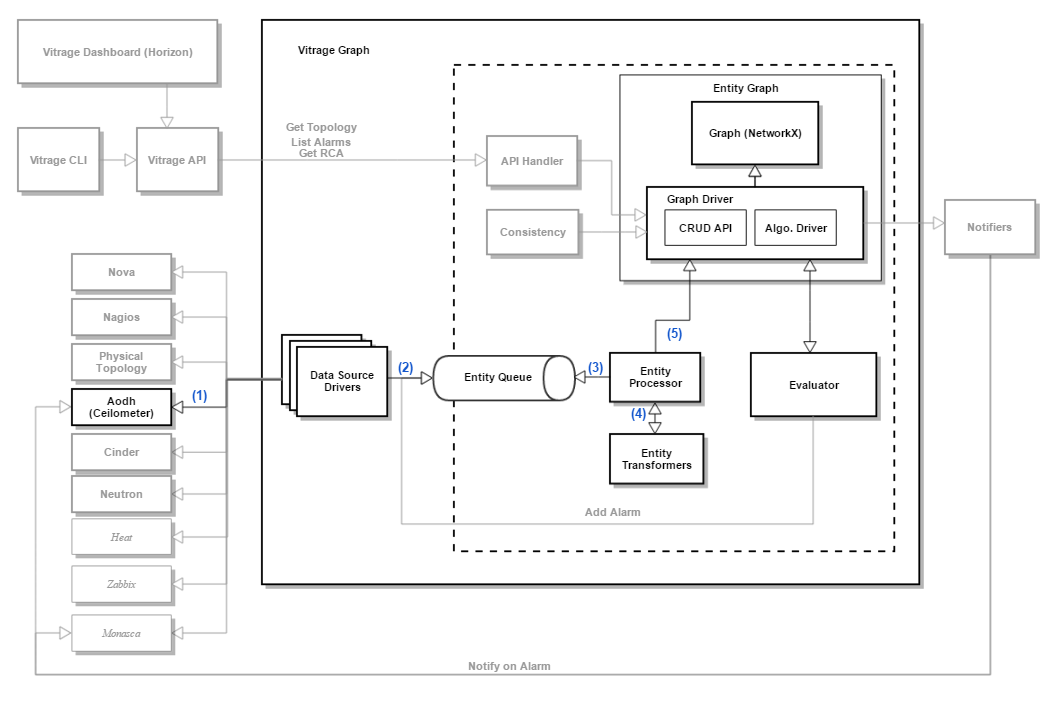 Vitrage Dashboard (Horizon)
Vitrage CLI
Vitrage API
Get Topology
List Alarms
Get RCA
Vitrage Graph
Entity Graph
Graph (NetworkX)
API Handler
Graph Driver
CRUD API
Algo. Driver
Consistency
Notifiers
Nova
Nagios
Physical
Topology
Aodh
(Ceilometer)
(1)
Cinder
Neutron
Heat
Zabbix
Monasca
Data Source
Drivers
(2)
Entity Queue
(3)
Entity
Processor
(5)
(4)
Entity
Transformers
Evaluator
Add Alarm
Notify on Alarm